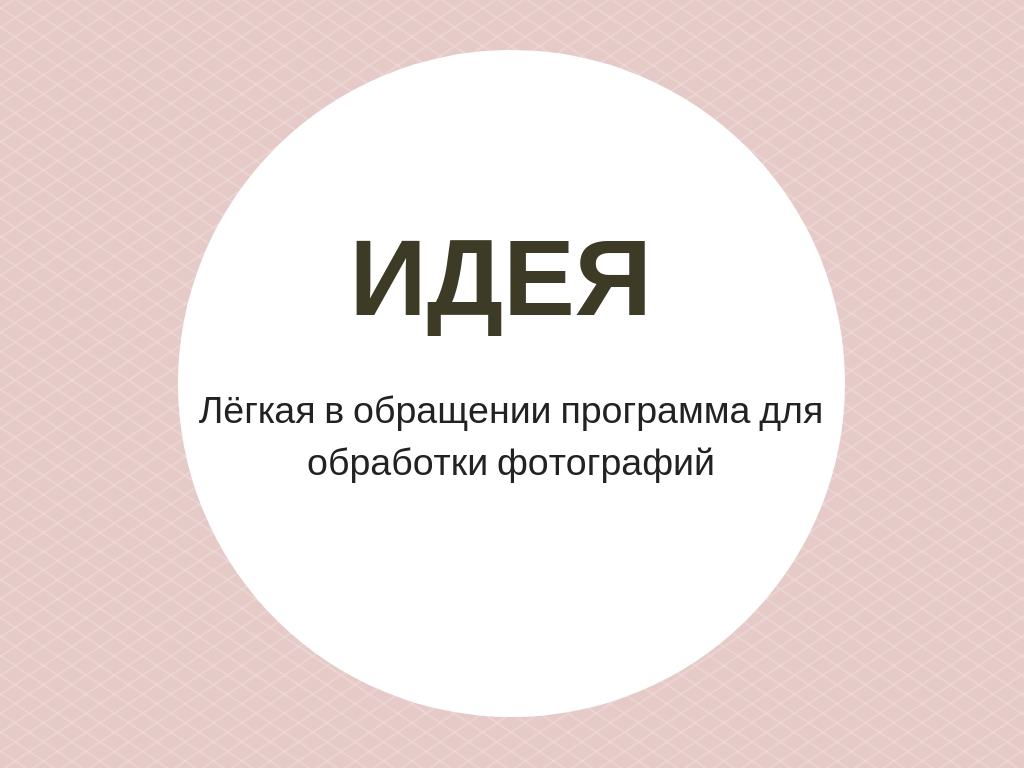 ИДЕЯ
Лёгкая в обращении программа для
обработки фотографий